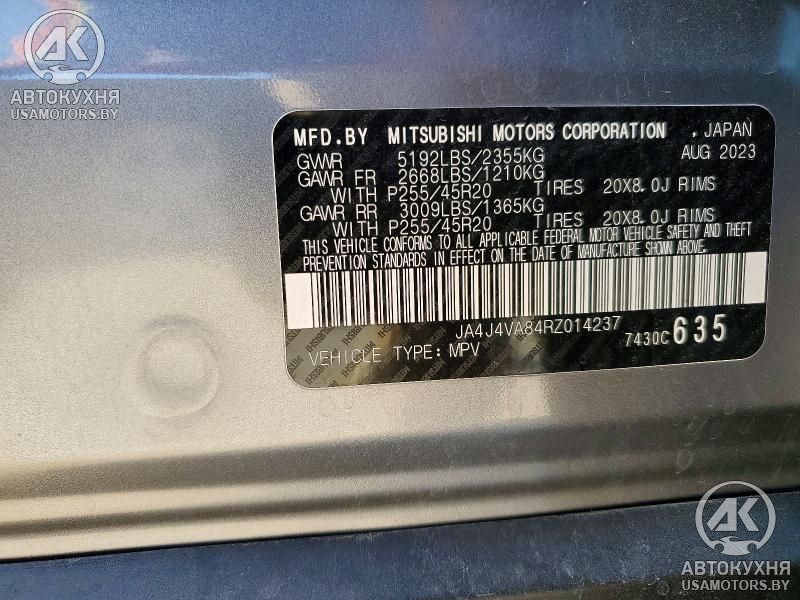 AK
АВТОКУХНЯ
USAMOTORS.BY
MFD.BY MITSUBISHI MOTORS CORPORATION , JAPAN
GVWR 5192LBS/2355KG AUG 2023
GAWR FR 2668LBS/1210KG
WITH P255/45R20 TIRES 20X8.0J RIMS
GAWR RR 3009LBS/1365KG
WITH P255/45R20 TIRES 20X8.0J RIMS
THIS VEHICLE CONFORMS TO ALL APPLICABLE FEDERAL MOTOR VEHICLE SAFETY AND THEFT
PREVENTION STANDARDS IN EFFECT ON THE DATE OF MANUFACTURE SHOWN ABOVE.
JA4J4VA84RZ014237
VEHICLE TYPE: MPV 7430C 635
AK
АВТОКУХНЯ
USAMOTORS.BY